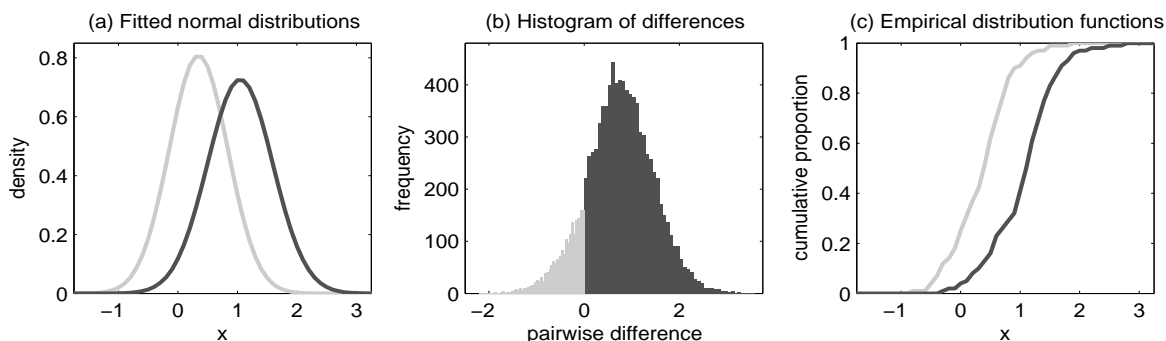 (a) Fitted normal distributions
0.8
0.6
0.4
0.2
0
−1 0 1 2 3
x
density
(b) Histogram of differences
400
300
200
100
0
−2 0 2
pairwise difference
frequency
(c) Empirical distribution functions
1
0.8
0.6
0.4
0.2
0
−1 0 1 2 3
x
cumulative proportion